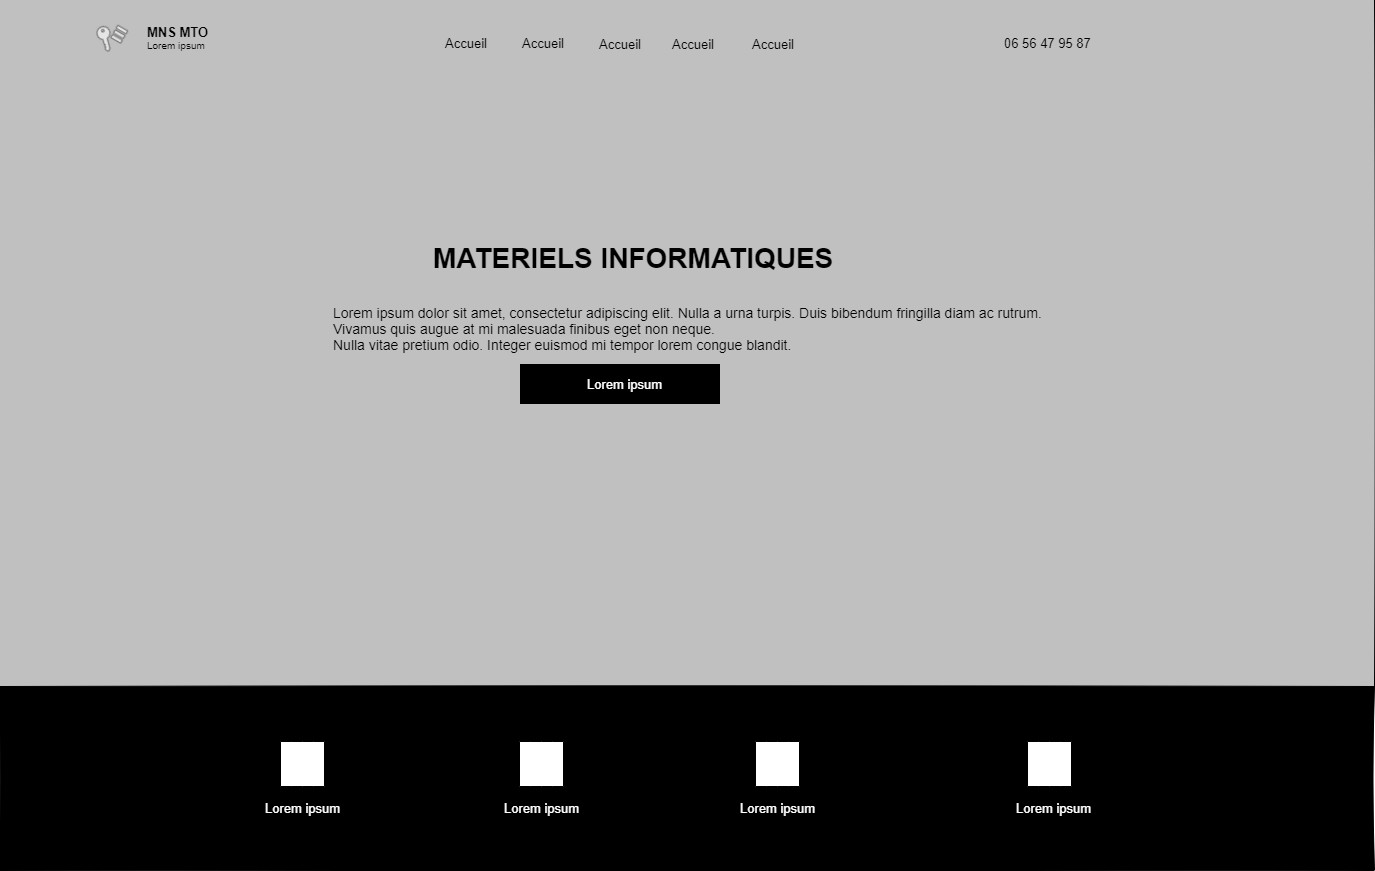 MNS MTO
Lorem ipsum
Accueil
Accueil
Accueil
Accueil
Accueil
06 56 47 95 87
MATERIELS INFORMATIQUES
Lorem ipsum dolor sit amet, consectetur adipiscing elit. Nulla a urna turpis. Duis bibendum fringilla diam ac rutrum.
Vivamus quis augue at mi malesuada finibus eget non neque.
Nulla vitae pretium odio. Integer euismod mi tempor lorem congue blandit.
Lorem ipsum
Lorem ipsum
Lorem ipsum
Lorem ipsum
Lorem ipsum